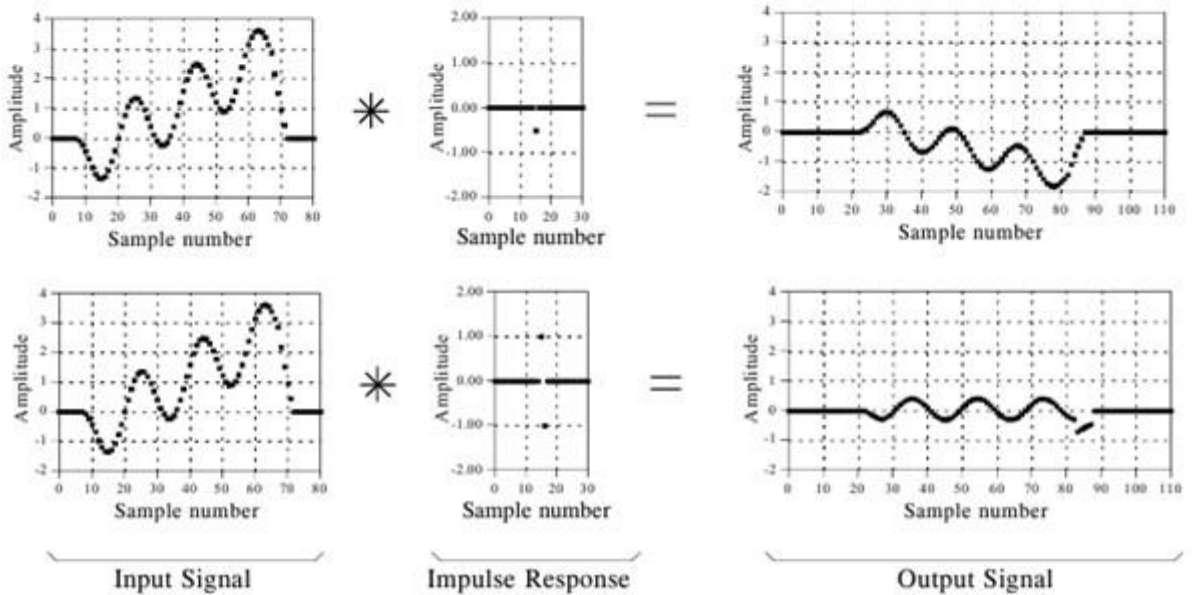 4
3
2
1
0
-1
-2
0 10 20 30 40 50 60 70 80
Amplitude
Sample number
2.00
1.00
0.00
-1.00
-2.00
0 10 20 30
Amplitude
Sample number
4
3
2
1
0
-1
-2
0 10 20 30 40 50 60 70 80 90 100 110
Amplitude
Sample number
4
3
2
1
0
-1
-2
0 10 20 30 40 50 60 70 80
Amplitude
Sample number
2.00
1.00
0.00
-1.00
-2.00
0 10 20 30
Amplitude
Sample number
4
3
2
1
0
-1
-2
0 10 20 30 40 50 60 70 80 90 100 110
Amplitude
Sample number
Input Signal
Impulse Response
Output Signal